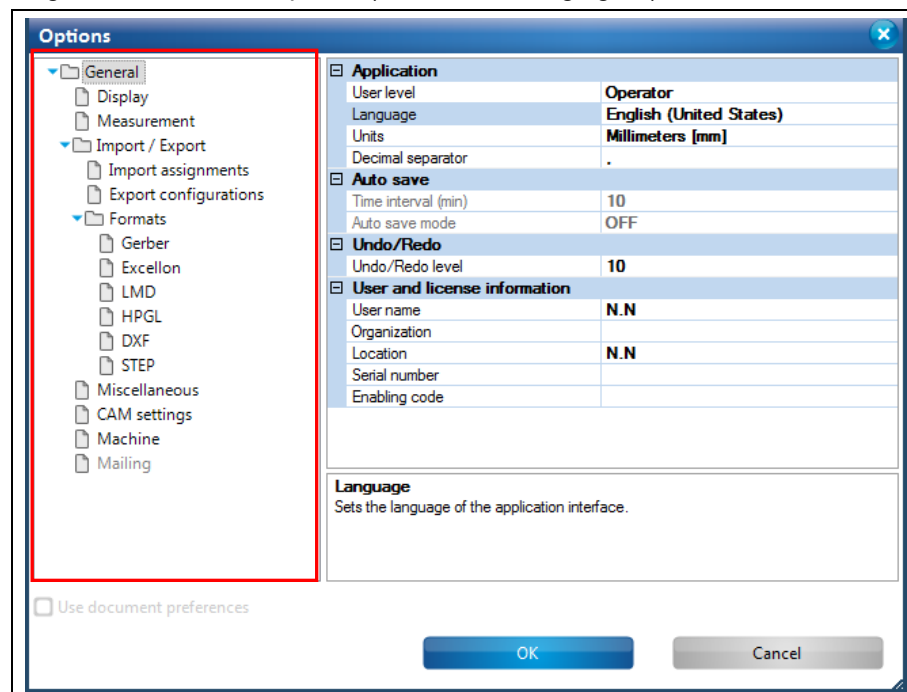 Options
General
Display
Measurement
Import / Export
Import assignments
Export configurations
Formats
Gerber
Excellon
LMD
HPGL
DXF
STEP
Miscellaneous
CAM settings
Machine
Mailing
Application
User level Operator
Language English (United States)
Units Millimeters [mm]
Decimal separator .
Auto save
Time interval (min) 10
Auto save mode OFF
Undo/Redo
Undo/Redo level 10
User and license information
User name N.N
Organization
Location N.N
Serial number
Enabling code
Language
Sets the language of the application interface.
Use document preferences
OK Cancel